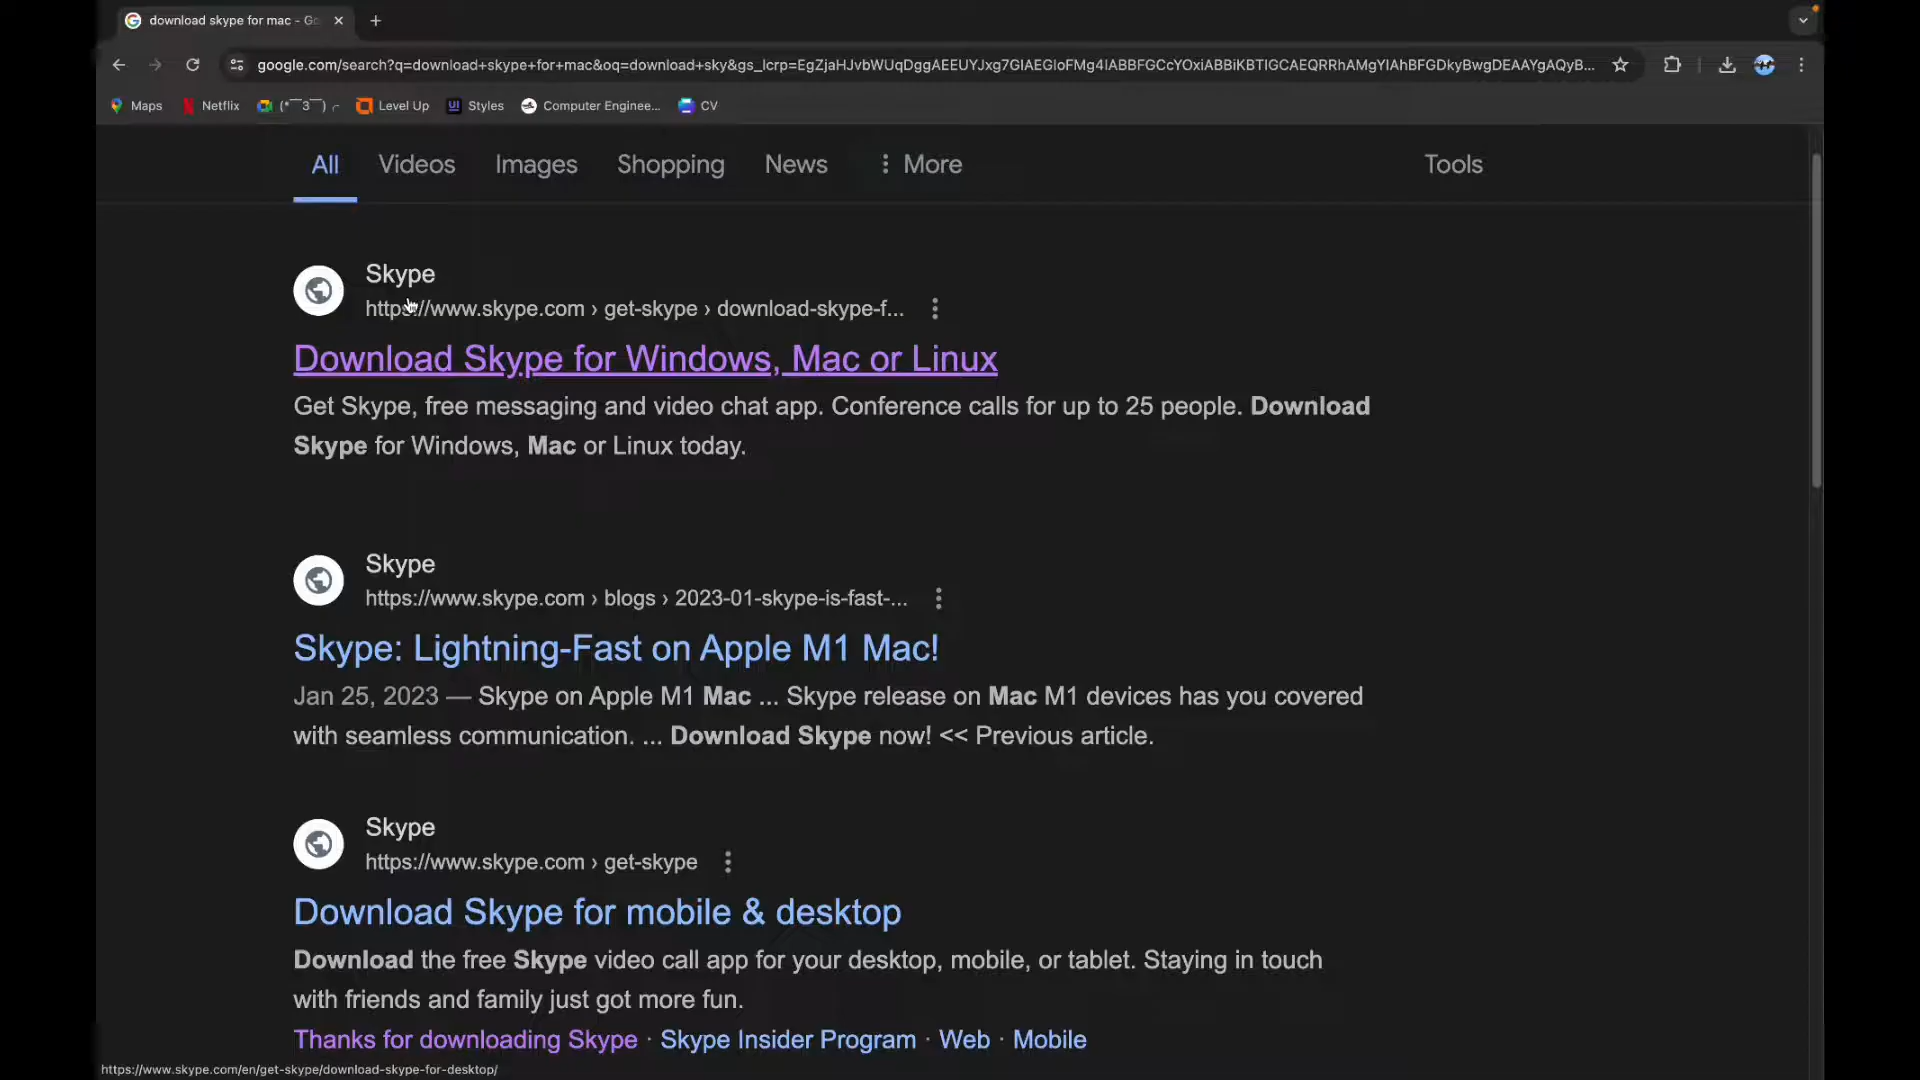 download skype for mac - Go
google.com/search?q=download+skype+for+mac&oq=download+sky&gs_lcrp=EgZjaHJvbWUqDggAEEUYJxg7GIAEGIoFMg4IABBFGCcYOxiABBiKBTIGCAEQRRhAMgYIAhBFGDkyBwgDEAAYgAQyB...
Maps Netflix Level Up Styles Computer Enginee... CV
All Videos Images Shopping News More Tools
Skype
https://www.skype.com › get-skype › download-skype-f...
Download Skype for Windows, Mac or Linux
Get Skype, free messaging and video chat app. Conference calls for up to 25 people. Download
Skype for Windows, Mac or Linux today.
Skype
https://www.skype.com › blogs › 2023-01-skype-is-fast-...
Skype: Lightning-Fast on Apple M1 Mac!
Jan 25, 2023 — Skype on Apple M1 Mac ... Skype release on Mac M1 devices has you covered
with seamless communication. ... Download Skype now! << Previous article.
Skype
https://www.skype.com › get-skype
Download Skype for mobile & desktop
Download the free Skype video call app for your desktop, mobile, or tablet. Staying in touch
with friends and family just got more fun.
Thanks for downloading Skype · Skype Insider Program · Web · Mobile
https://www.skype.com/en/get-skype/download-skype-for-desktop/